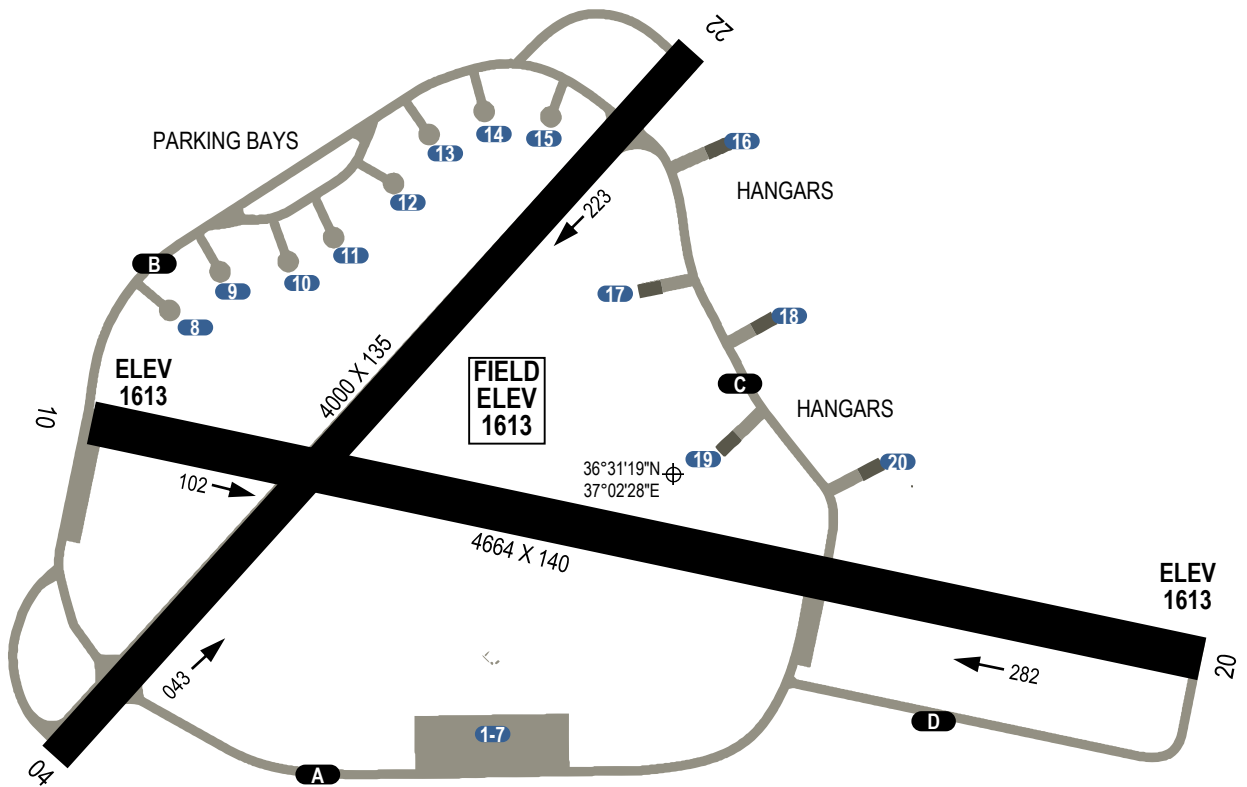 22
PARKING BAYS
14
15
13
16
12
HANGARS
223
11
B
10
9
17
8
18
4000 X 135
ELEV
1613
FIELD
ELEV
1613
C
10
HANGARS
19
20
36°31'19"N
37°02'28"E
102
4664 X 140
ELEV
1613
043
282
20
1-7
D
04
A